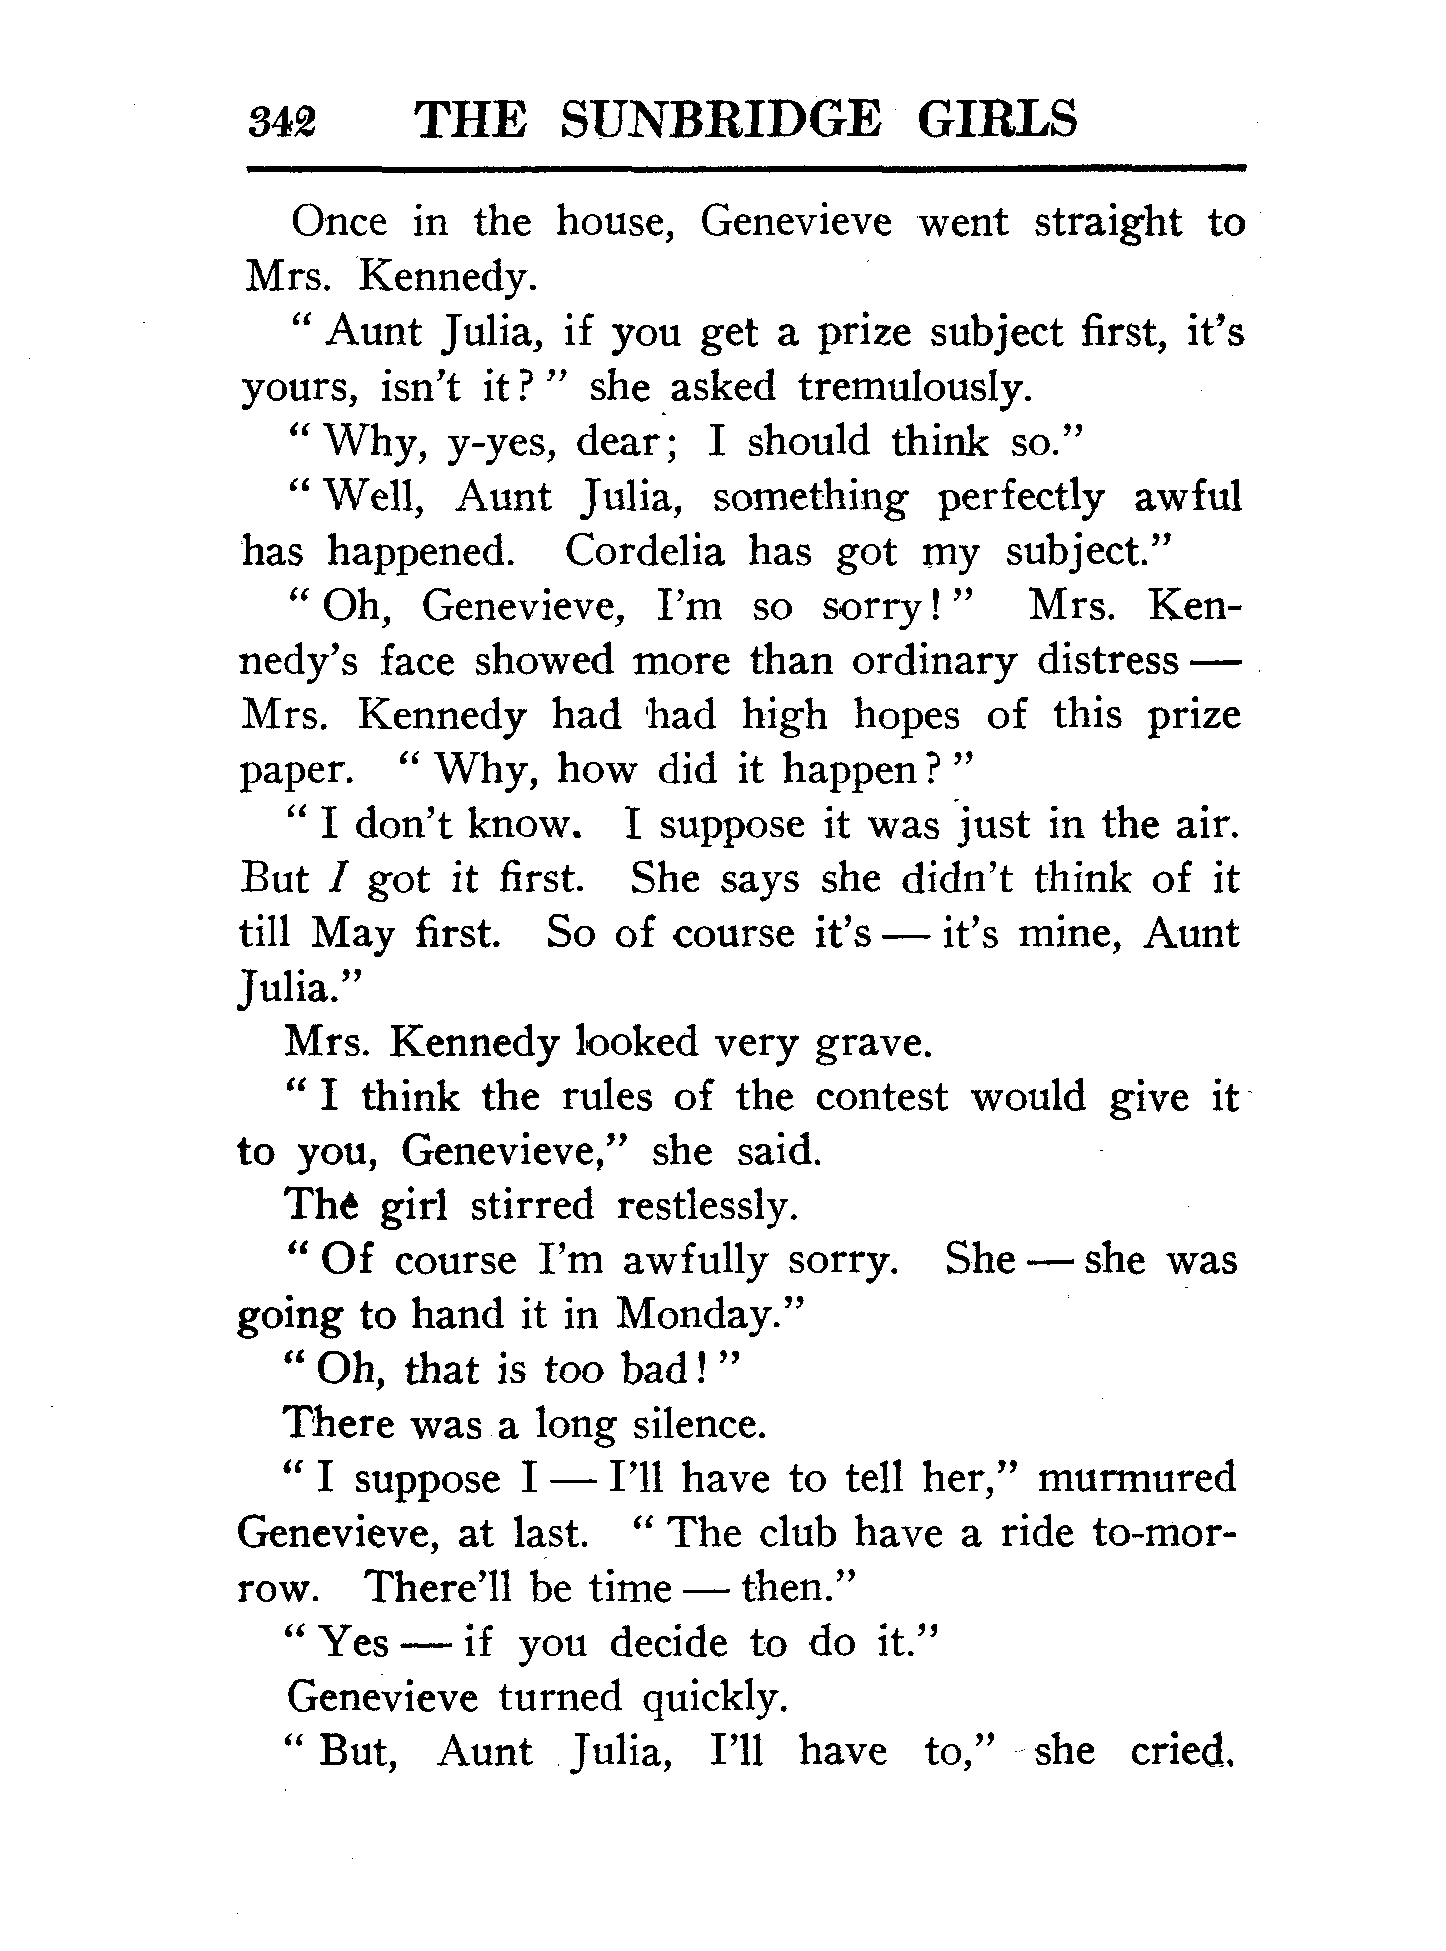 342 THE SUNBRIDGE GIRLS
Once in the house, Genevieve went straight to
Mrs. Kennedy.
" Aunt Julia, if you get a prize subject first, it's
yours, isn't it? " she asked tremulously.
" Why, y-yes, dear; I should think so."
" Well, Aunt Julia, something perfectly awful
has happened. Cordelia has got my subject."
" Oh, Genevieve, I'm so sorry! " Mrs. Ken-
nedy's face showed more than ordinary distress —
Mrs. Kennedy had had high hopes of this prize
paper. " Why, how did it happen? "
" I don't know. I suppose it was just in the air.
But I got it first. She says she didn't think of it
till May first. So of course it's — it's mine, Aunt
Julia."
Mrs. Kennedy looked very grave.
" I think the rules of the contest would give it
to you, Genevieve," she said.
The girl stirred restlessly.
" Of course I'm awfully sorry. She — she was
going to hand it in Monday."
" Oh, that is too bad! "
There was a long silence.
" I suppose I — I'll have to tell her," murmured
Genevieve, at last. " The club have a ride to-mor-
row. There'll be time — then."
" Yes — if you decide to do it."
Genevieve turned quickly.
" But, Aunt Julia, I'll have to," she cried.